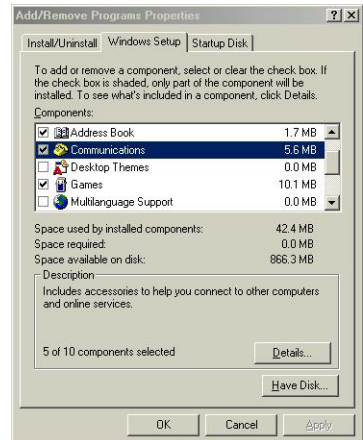 Add/Remove Programs Properties
Install/Uninstall Windows Setup Startup Disk
To add or remove a component, select or clear the check box. If
the check box is shaded, only part of the component will be
installed. To see what's included in a component, click Details.
Components:
Address Book 1.7 MB
Communications 5.6 MB
Desktop Themes 0.0 MB
Games 10.1 MB
Multilanguage Support 0.0 MB
Space used by installed components: 42.4 MB
Space required: 0.0 MB
Space available on disk: 866.3 MB
Description
Includes accessories to help you connect to other computers
and online services.
5 of 10 components selected Details...
Have Disk...
OK Cancel Apply